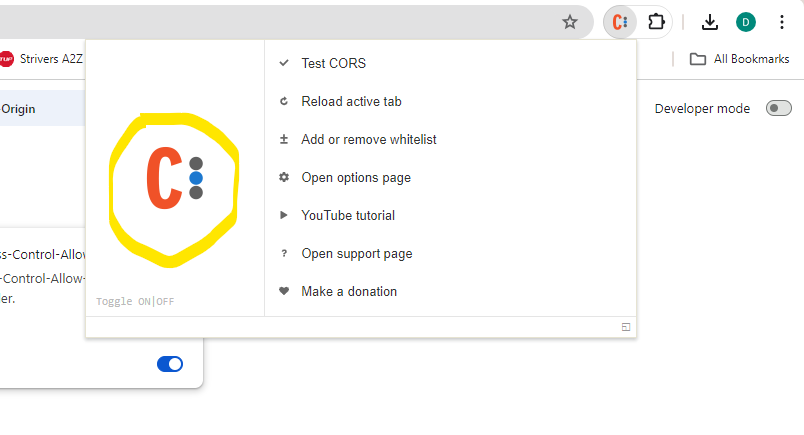 D
TUF
Strivers A2Z
All Bookmarks
-Origin
Developer mode
C
Test CORS
Reload active tab
Add or remove whitelist
Open options page
YouTube tutorial
Open support page
Make a donation
ss-Control-Allow
-Control-Allow-
er.
Toggle ON|OFF